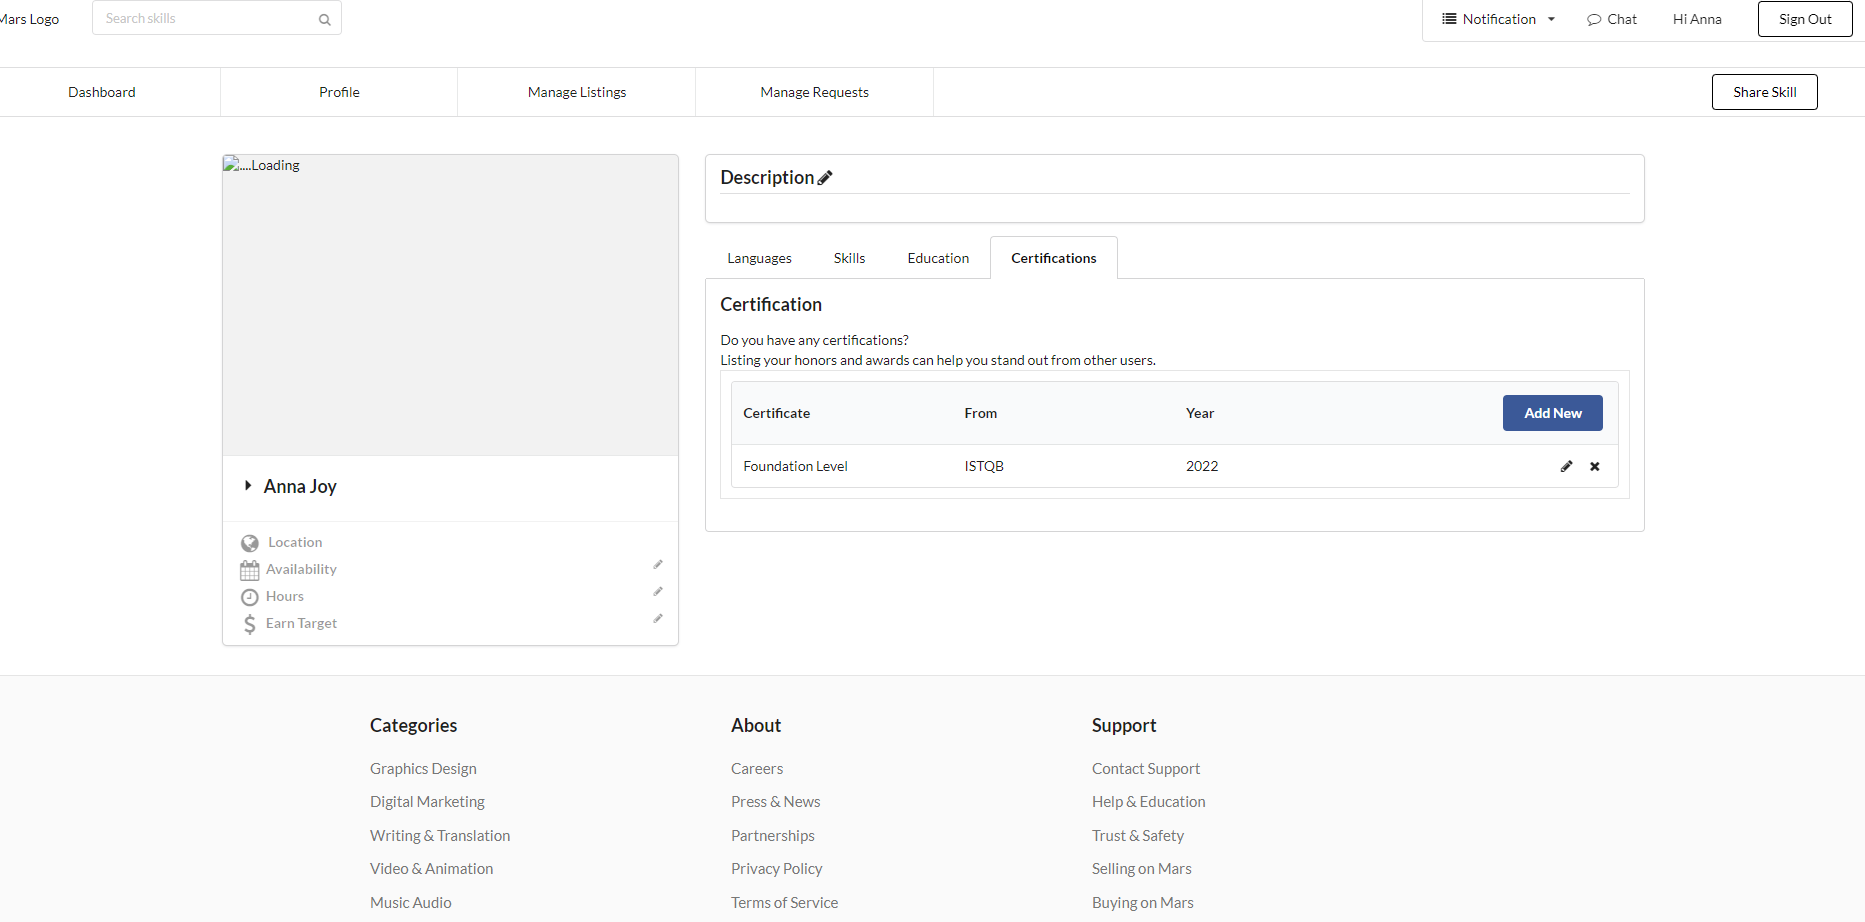 Mars Logo
Search skills
Notification
Chat
Hi Anna
Sign Out
Dashboard
Profile
Manage Listings
Manage Requests
Share Skill
....Loading
Anna Joy
Location
Availability
Hours
Earn Target
Description
Languages
Skills
Education
Certifications
Certification
Do you have any certifications?
Listing your honors and awards can help you stand out from other users.
Certificate From Year Add New
Foundation Level ISTQB 2022
Categories
Graphics Design
Digital Marketing
Writing & Translation
Video & Animation
Music Audio
About
Careers
Press & News
Partnerships
Privacy Policy
Terms of Service
Support
Contact Support
Help & Education
Trust & Safety
Selling on Mars
Buying on Mars